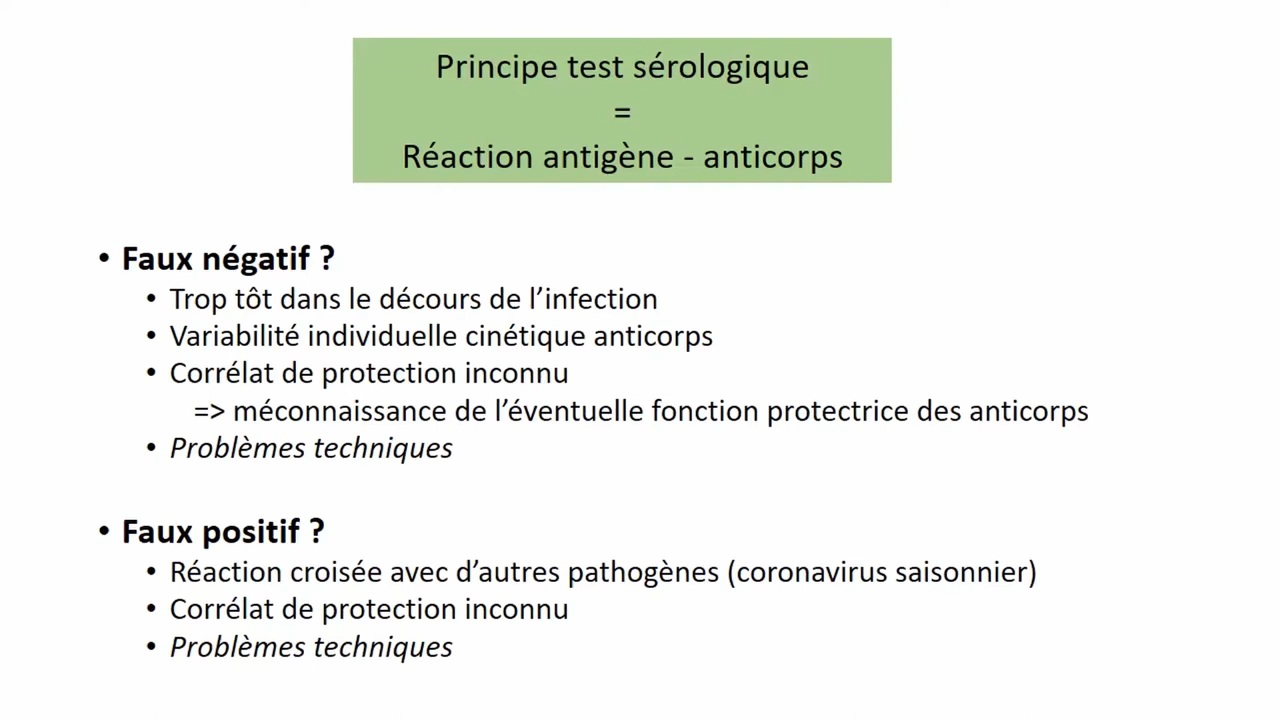 Principe test sérologique
=
Réaction antigène - anticorps
• Faux négatif ?
• Trop tôt dans le décours de l’infection
• Variabilité individuelle cinétique anticorps
• Corrélat de protection inconnu
=> méconnaissance de l’éventuelle fonction protectrice des anticorps
• Problèmes techniques
• Faux positif ?
• Réaction croisée avec d’autres pathogènes (coronavirus saisonnier)
• Corrélat de protection inconnu
• Problèmes techniques